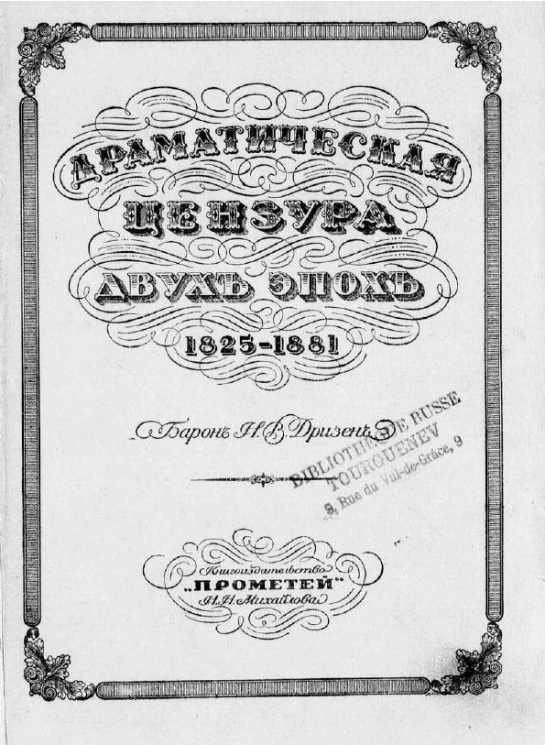 ДРАМАТИЧЕСКАЯ
ЦЕНЗУРА
ДВУХЪ ЭПОХЪ
1825-1881
Баронъ Н. В. Дризенъ
BIBLIOTHEQUE RUSSE
TOURGUENEV
9, Rue du Val-de-Grâce, 9
Книгоиздательство
„ПРОМЕТЕЙ“
Н. Н. Михайлова